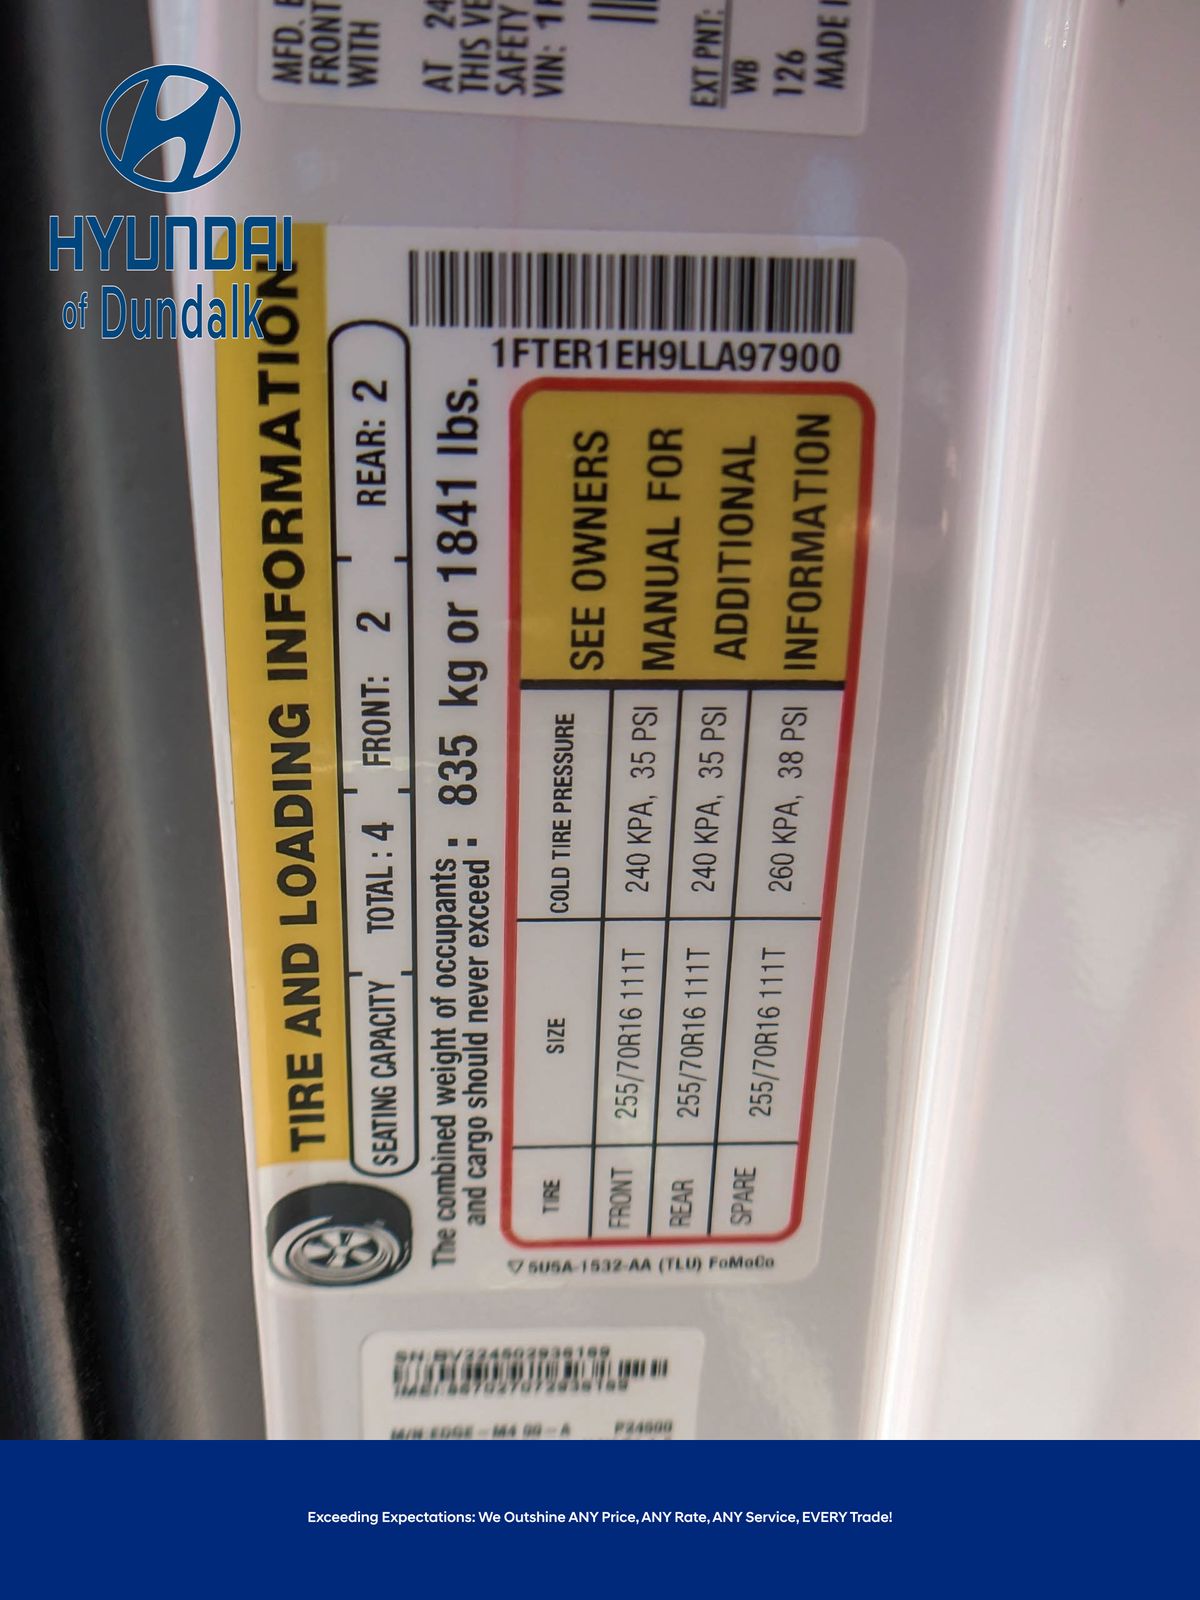 MFD. B
FRONT
WITH
AT 24
THIS VE
SAFETY
VIN: 1F
EXT PNT:
WB
126
MADE I
HYUNDAI
of Dundalk
TIRE AND LOADING INFORMATION
SEATING CAPACITY TOTAL : 4 FRONT: 2 REAR: 2
The combined weight of occupants
and cargo should never exceed : 835 kg or 1841 lbs.
1FTER1EH9LLA97900
TIRE SIZE COLD TIRE PRESSURE
FRONT 255/70R16 111T 240 KPA, 35 PSI
REAR 255/70R16 111T 240 KPA, 35 PSI
SPARE 255/70R16 111T 260 KPA, 38 PSI
SEE OWNERS
MANUAL FOR
ADDITIONAL
INFORMATION
5U5A-1532-AA (TLU) FoMoCo
P24500
Exceeding Expectations: We Outshine ANY Price, ANY Rate, ANY Service, EVERY Trade!